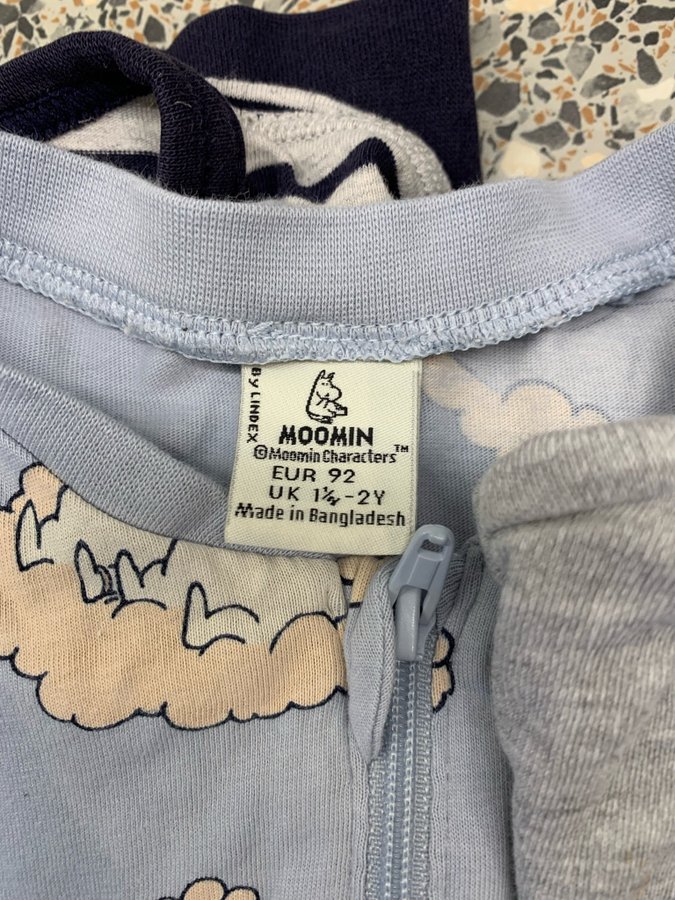 BY LINDEX
MOOMIN
©Moomin Characters™
EUR 92
UK 1½-2Y
Made in Bangladesh